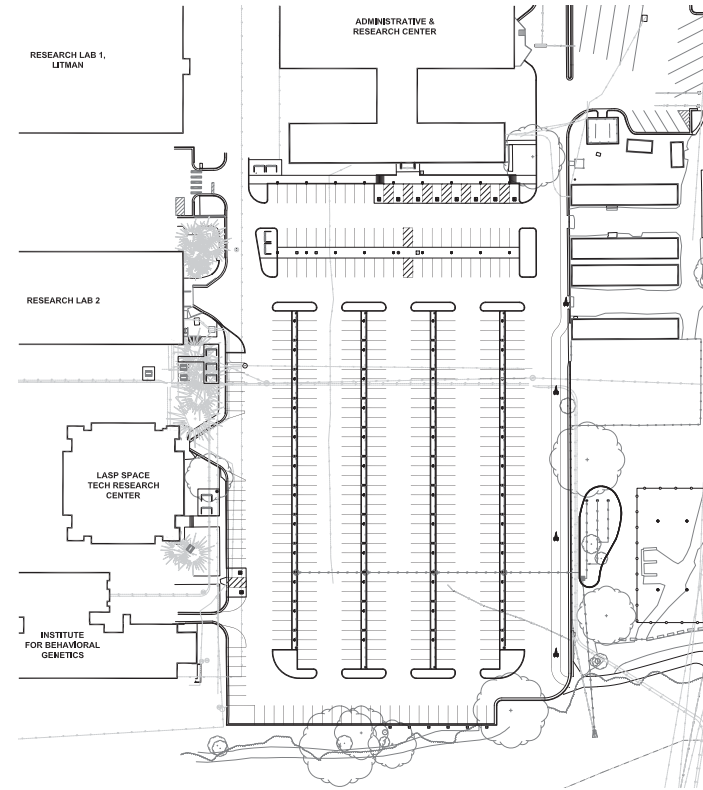 ADMINISTRATIVE &
RESEARCH CENTER
RESEARCH LAB 1,
LITMAN
RESEARCH LAB 2
LASP SPACE
TECH RESEARCH
CENTER
INSTITUTE
FOR BEHAVIORAL
GENETICS